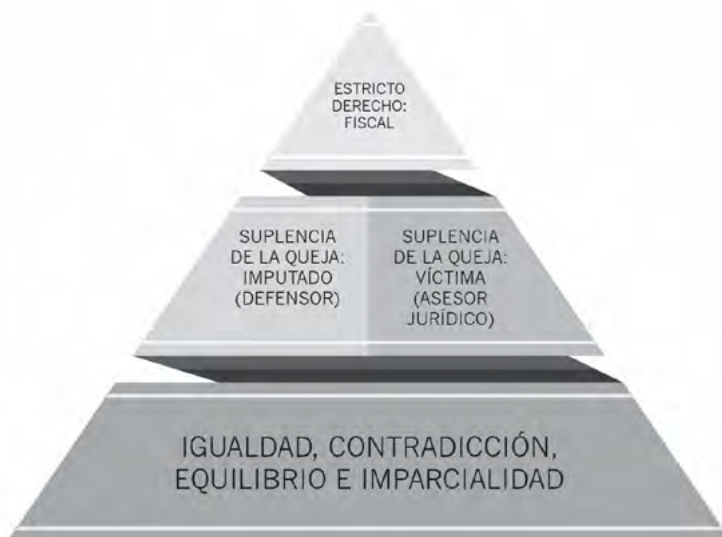 ESTRICTO
DERECHO:
FISCAL
SUPLENCIA
DE LA QUEJA:
IMPUTADO
(DEFENSOR)
SUPLENCIA
DE LA QUEJA:
VÍCTIMA
(ASESOR
JURÍDICO)
IGUALDAD, CONTRADICCIÓN,
EQUILIBRIO E IMPARCIALIDAD